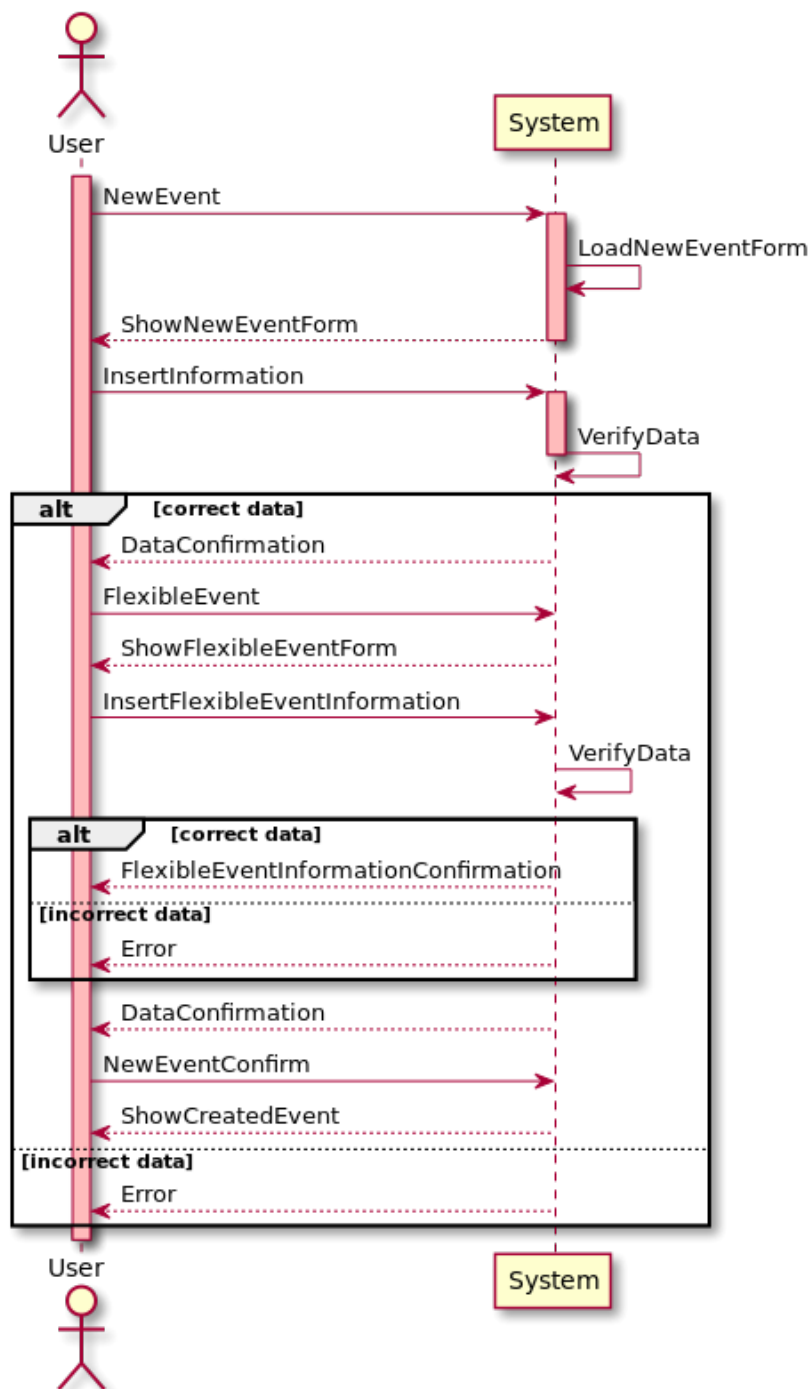 User
System
NewEvent
LoadNewEventForm
ShowNewEventForm
InsertInformation
VerifyData
alt [correct data]
DataConfirmation
FlexibleEvent
ShowFlexibleEventForm
InsertFlexibleEventInformation
VerifyData
alt [correct data]
FlexibleEventInformationConfirmation
[incorrect data]
Error
DataConfirmation
NewEventConfirm
ShowCreatedEvent
[incorrect data]
Error
User
System